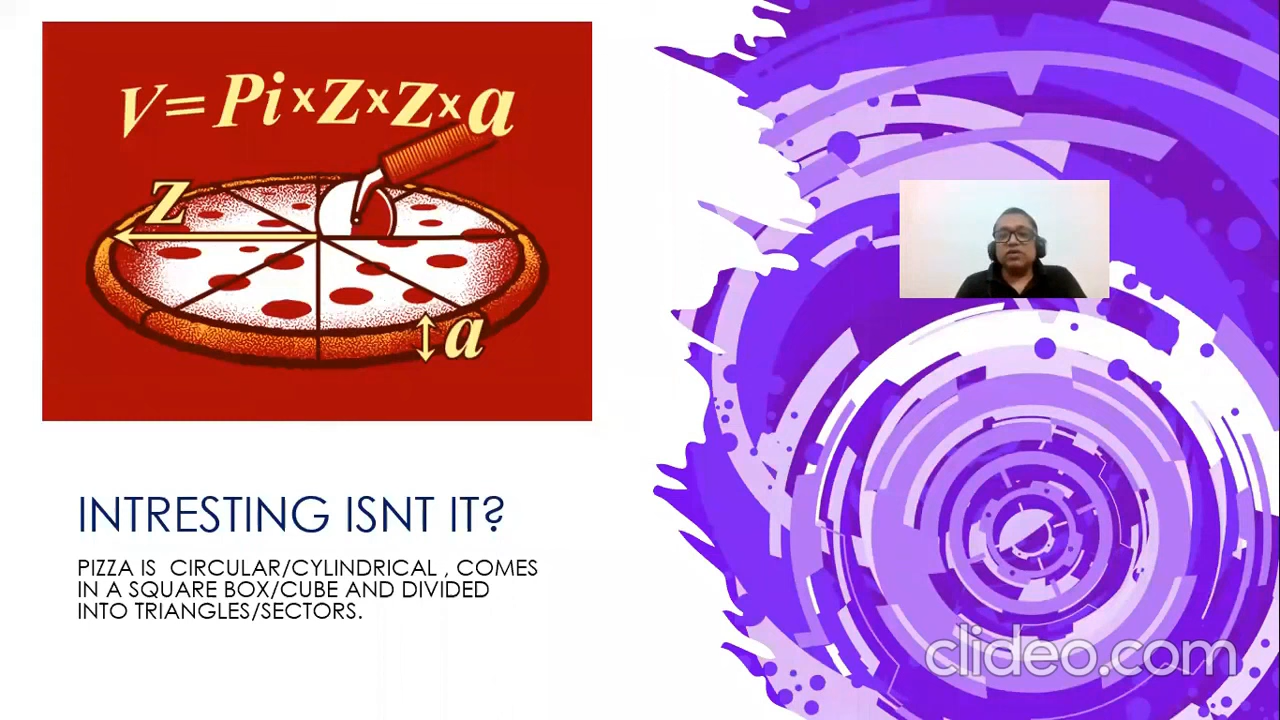 V=Pi×Z×Z×a
Z
a
INTRESTING ISNT IT?
PIZZA IS CIRCULAR/CYLINDRICAL , COMES
IN A SQUARE BOX/CUBE AND DIVIDED
INTO TRIANGLES/SECTORS.
clideo.com